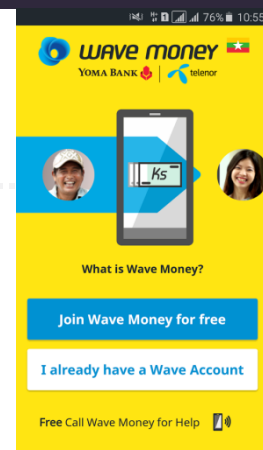 76% 10:55
wave money
YOMA BANK telenor
Ks
What is Wave Money?
Join Wave Money for free
I already have a Wave Account
Free Call Wave Money for Help